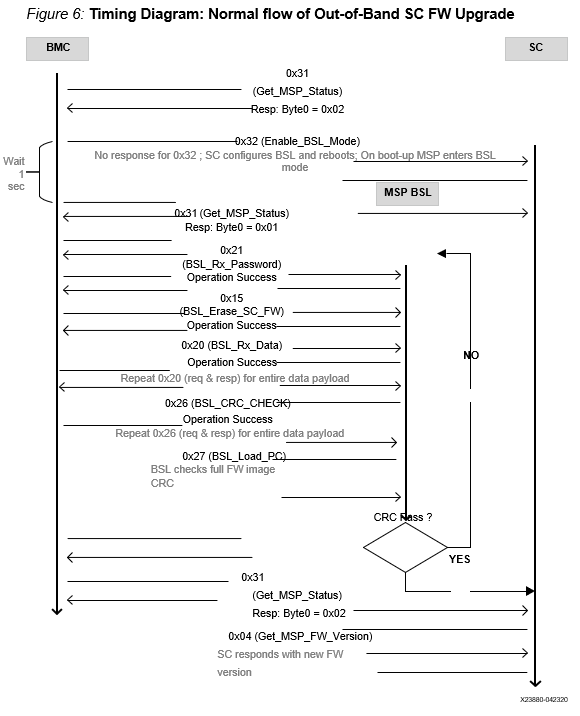 Figure 6: Timing Diagram: Normal flow of Out-of-Band SC FW Upgrade
BMC
SC
0x31
(Get_MSP_Status)
Resp: Byte0 = 0x02
0x32 (Enable_BSL_Mode)
Wait
1
sec
No response for 0x32 ; SC configures BSL and reboots; On boot-up MSP enters BSL
mode
MSP BSL
0x31 (Get_MSP_Status)
Resp: Byte0 = 0x01
0x21
(BSL_Rx_Password)
Operation Success
0x15
(BSL_Erase_SC_FW)
Operation Success
0x20 (BSL_Rx_Data)
NO
Operation Success
Repeat 0x20 (req & resp) for entire data payload
0x26 (BSL_CRC_CHECK)
Operation Success
Repeat 0x26 (req & resp) for entire data payload
0x27 (BSL_Load_PC)
BSL checks full FW image
CRC
CRC Pass ?
YES
0x31
(Get_MSP_Status)
Resp: Byte0 = 0x02
0x04 (Get_MSP_FW_Version)
SC responds with new FW
version
X23880-042320